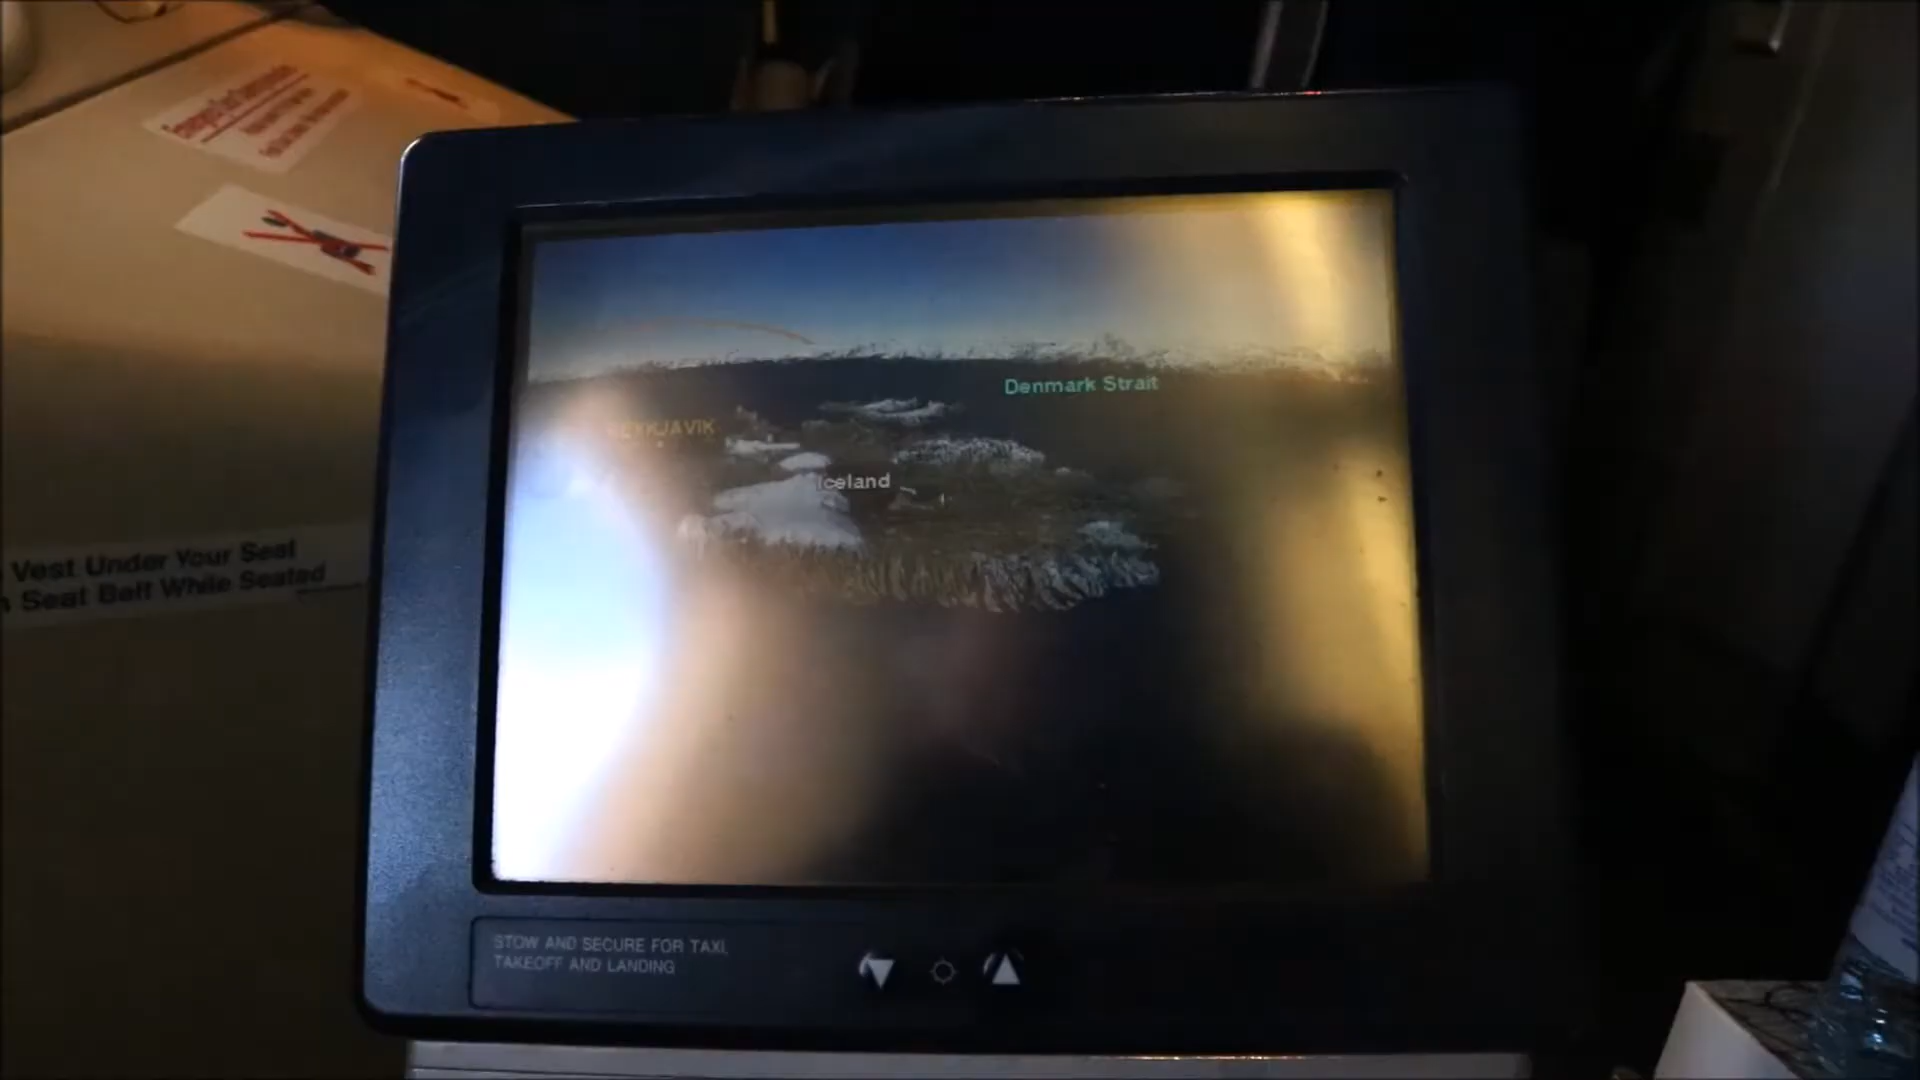 Vest Under Your Seat
Seat Belt While Seated
Denmark Strait
REYKJAVIK
Iceland
STOW AND SECURE FOR TAXI,
TAKEOFF AND LANDING